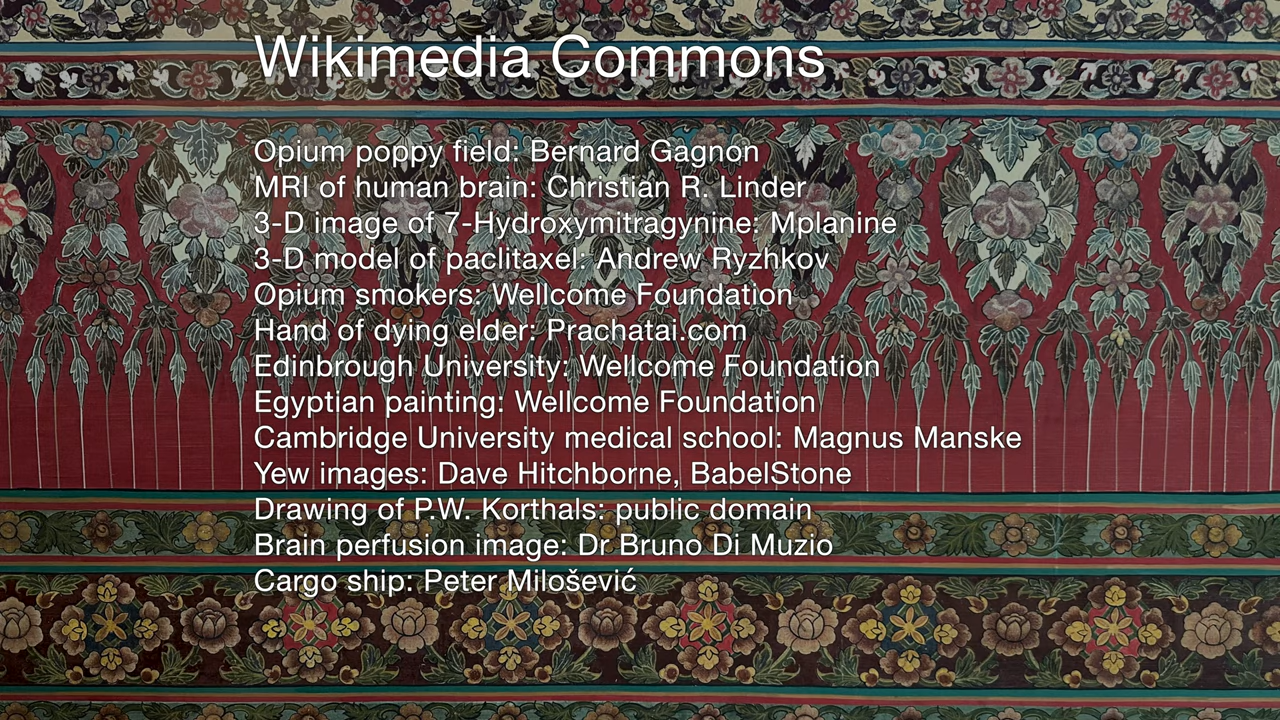 Wikimedia Commons
Opium poppy field: Bernard Gagnon
MRI of human brain: Christian R. Linder
3-D image of 7-Hydroxymitragynine: Mplanine
3-D model of paclitaxel: Andrew Ryzhkov
Opium smokers: Wellcome Foundation
Hand of dying elder: Prachatai.com
Edinbrough University: Wellcome Foundation
Egyptian painting: Wellcome Foundation
Cambridge University medical school: Magnus Manske
Yew images: Dave Hitchborne, BabelStone
Drawing of P.W. Korthals: public domain
Brain perfusion image: Dr Bruno Di Muzio
Cargo ship: Peter Milošević